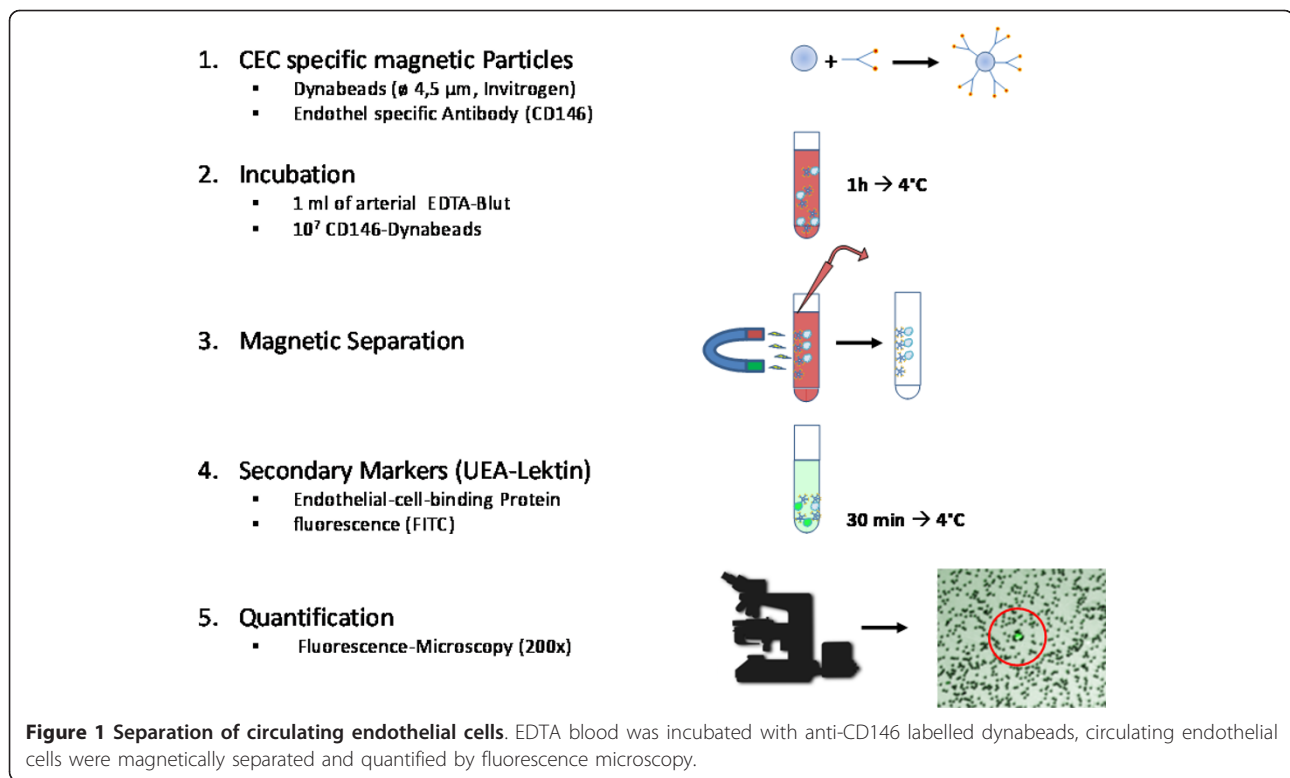 1. CEC specific magnetic Particles
▪ Dynabeads (ø 4,5 µm, Invitrogen)
▪ Endothel specific Antibody (CD146)
+
2. Incubation
▪ 1 ml of arterial EDTA-Blut
▪ 10⁷ CD146-Dynabeads
1h → 4°C
3. Magnetic Separation
4. Secondary Markers (UEA-Lektin)
▪ Endothelial-cell-binding Protein
▪ fluorescence (FITC)
30 min → 4°C
5. Quantification
▪ Fluorescence-Microscopy (200x)
Figure 1 Separation of circulating endothelial cells. EDTA blood was incubated with anti-CD146 labelled dynabeads, circulating endothelial
cells were magnetically separated and quantified by fluorescence microscopy.